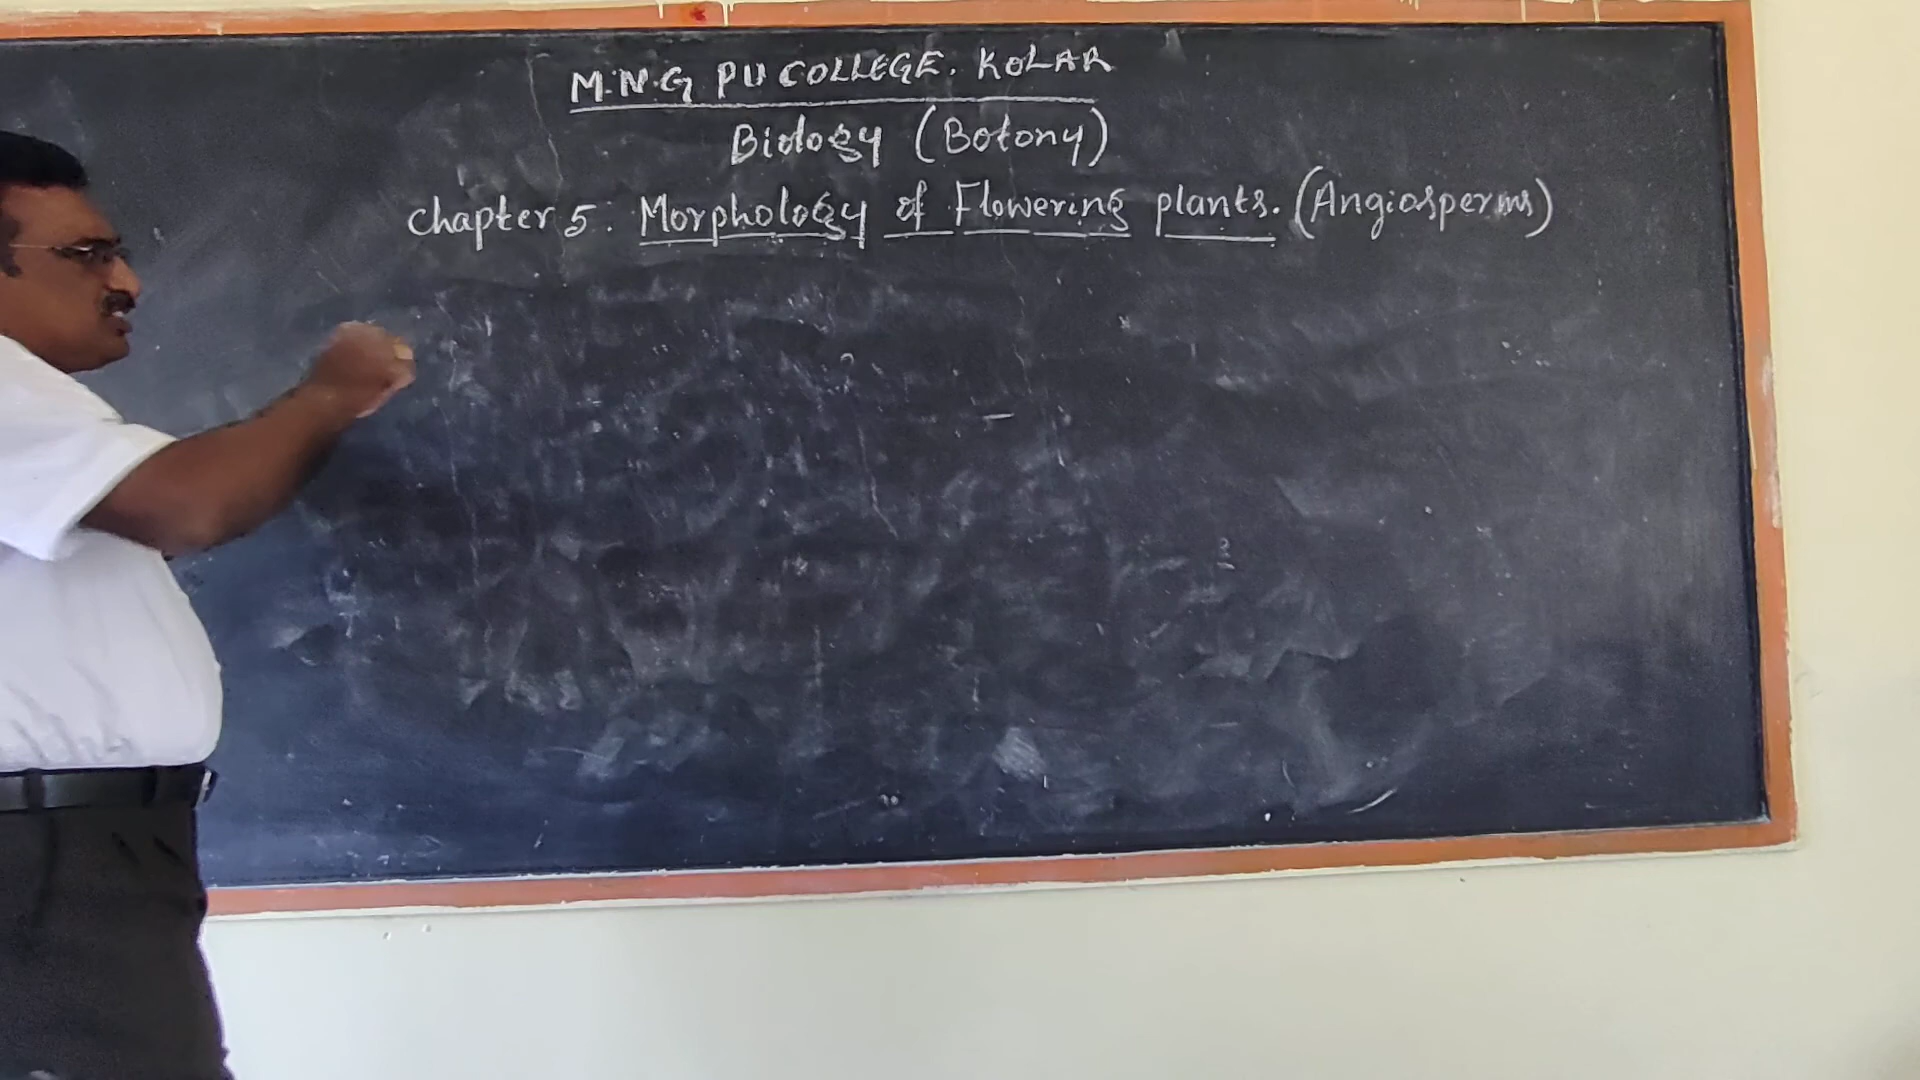 M.N.G PU COLLEGE. KOLAR
Biology (Botony)
Chapter 5: Morphology of Flowering plants. (Angiosperms)